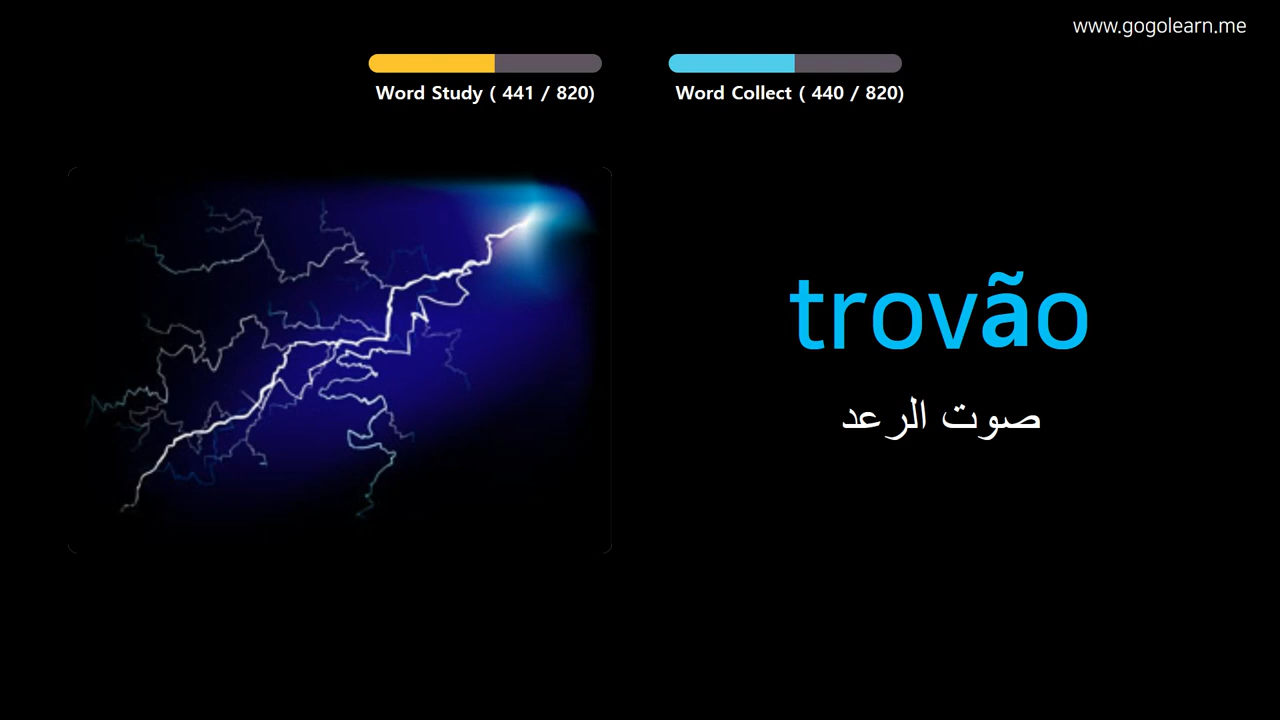 www.gogolearn.me
Word Study ( 441 / 820)
Word Collect ( 440 / 820)
trovão
صوت الرعد